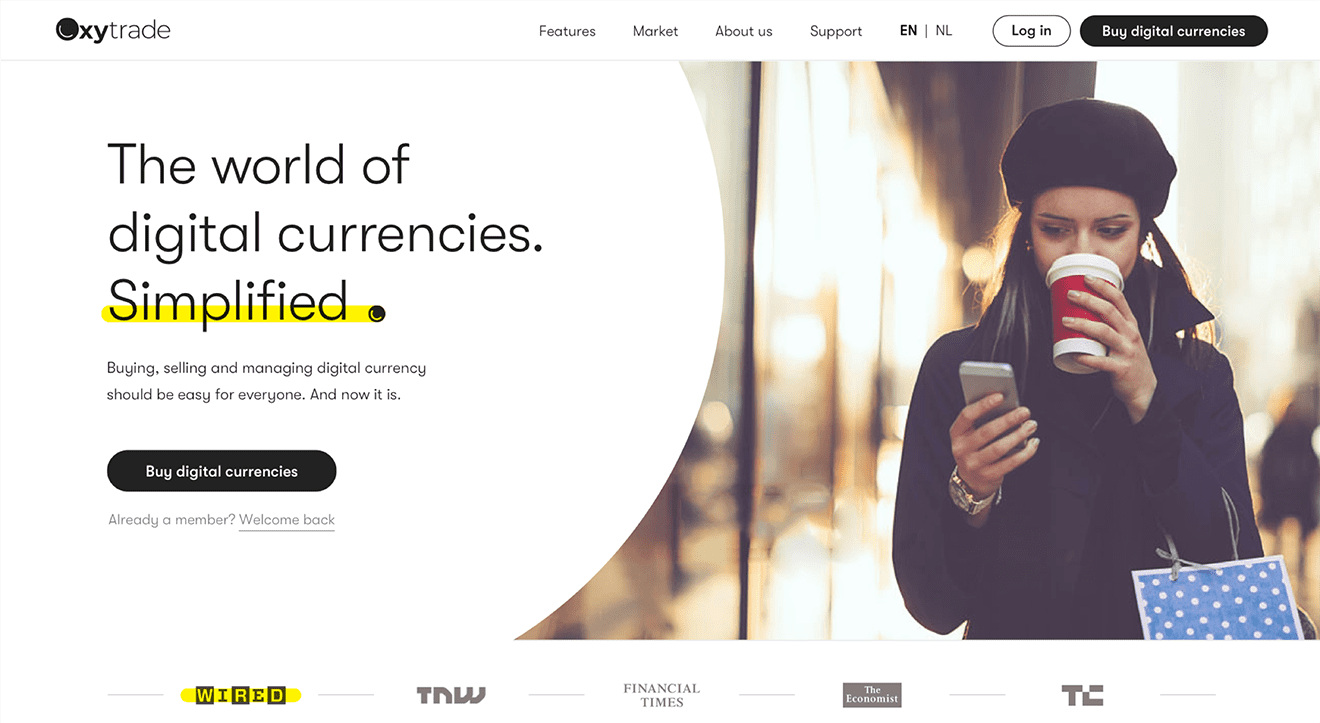 Oxytrade
Features
Market
About us
Support
EN | NL
Log in
Buy digital currencies
The world of
digital currencies.
Simplified
Buying, selling and managing digital currency
should be easy for everyone. And now it is.
Buy digital currencies
Already a member? Welcome back
WIRED
TNW
FINANCIAL
TIMES
The
Economist
TC